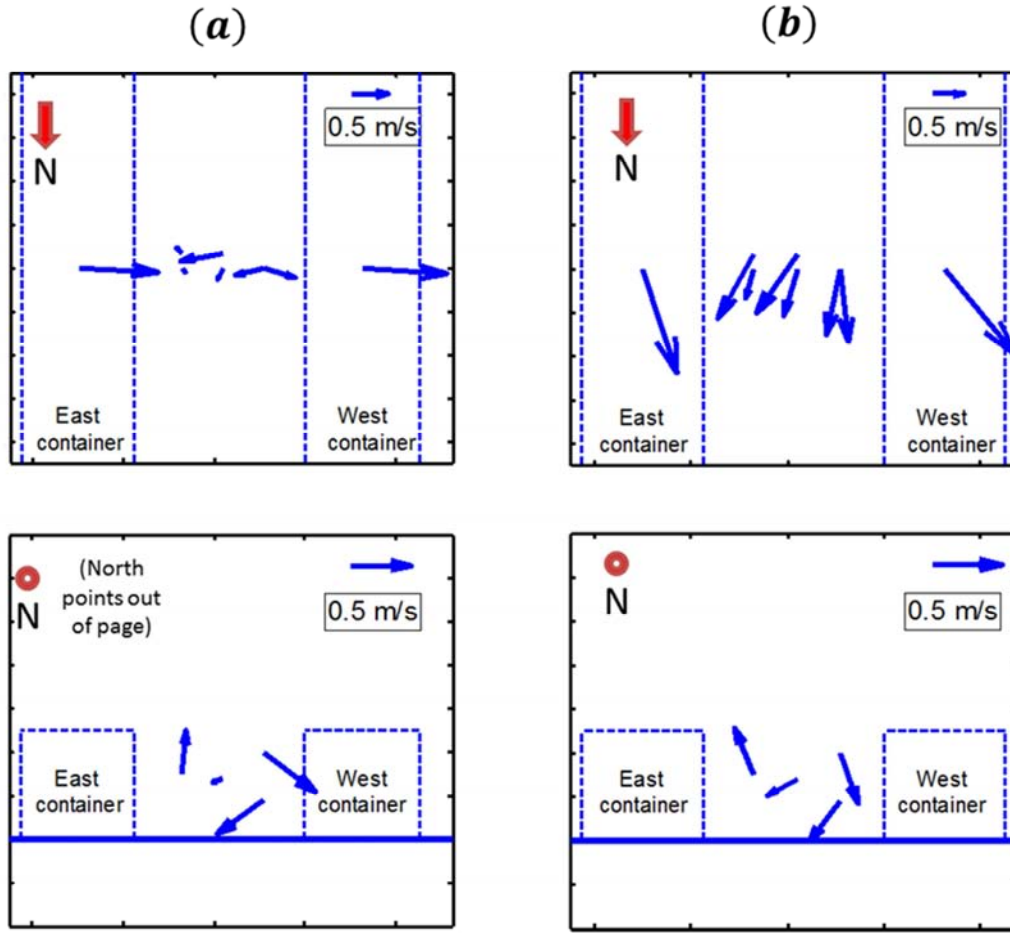 (a)
(b)
N
0.5 m/s
East
container
West
container
N
0.5 m/s
East
container
West
container
N
(North
points out
of page)
0.5 m/s
East
container
West
container
N
0.5 m/s
East
container
West
container